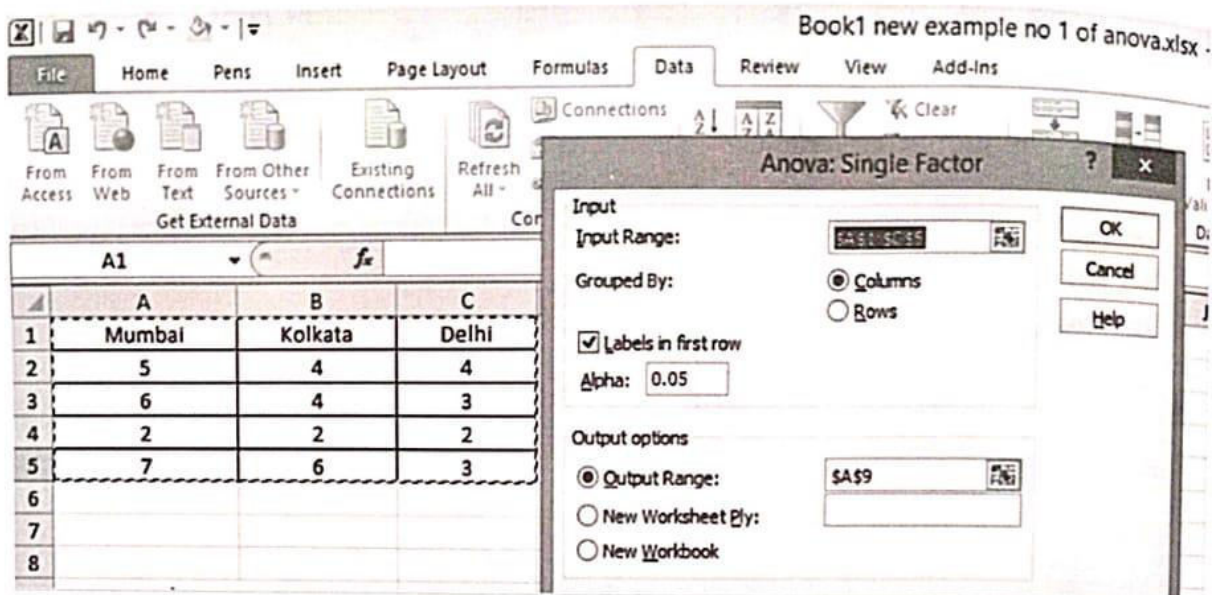 Book1 new example no 1 of anova.xlsx -
File Home Pens Insert Page Layout Formulas Data Review View Add-Ins
From Access From Web From Text From Other Sources Existing Connections Refresh All Connections Clear
Get External Data
A1 fx
A B C
1 Mumbai Kolkata Delhi
2 5 4 4
3 6 4 3
4 2 2 2
5 7 6 3
6
7
8
Anova: Single Factor ? x
Input
Input Range: $A$1:$C$5
Grouped By: Columns
Rows
Labels in first row
Alpha: 0.05
OK
Cancel
Help
Output options
Output Range: $A$9
New Worksheet Ply:
New Workbook